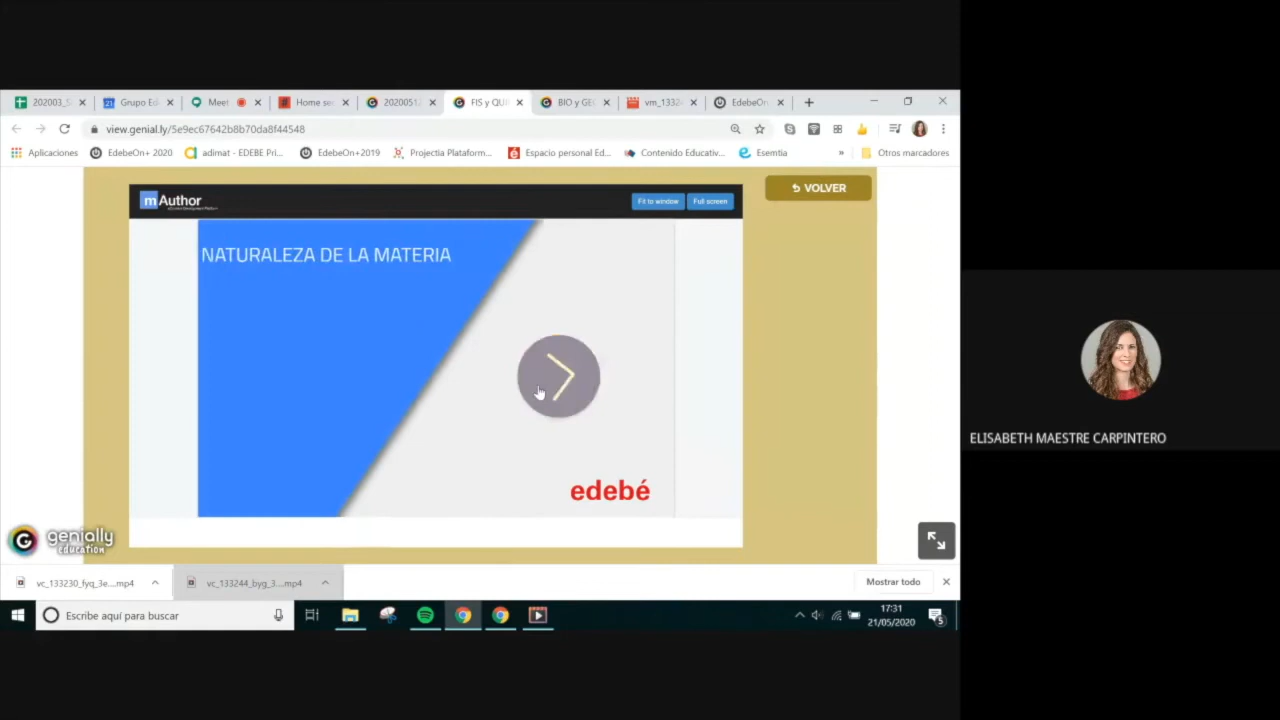 202003_S
Grupo Ed
Meet
Home se
2020051
FIS y QUI
BIO y GE
vm_1332
EdebeOn
view.genial.ly/5e9ec67642b8b70da8f44548
Aplicaciones
EdebeOn+ 2020
adimat - EDEBE Pri...
EdebeOn+2019
Projectia Plataform...
Espacio personal Ed...
Contenido Educativ...
Esemtia
»
Otros marcadores
mAuthor
Fit to window
Full screen
VOLVER
NATURALEZA DE LA MATERIA
ELISABETH MAESTRE CARPINTERO
edebé
genially
education
vc_133230_fyq_3e....mp4
vc_133244_byg_3....mp4
Mostrar todo
Escribe aquí para buscar
17:31
21/05/2020
5